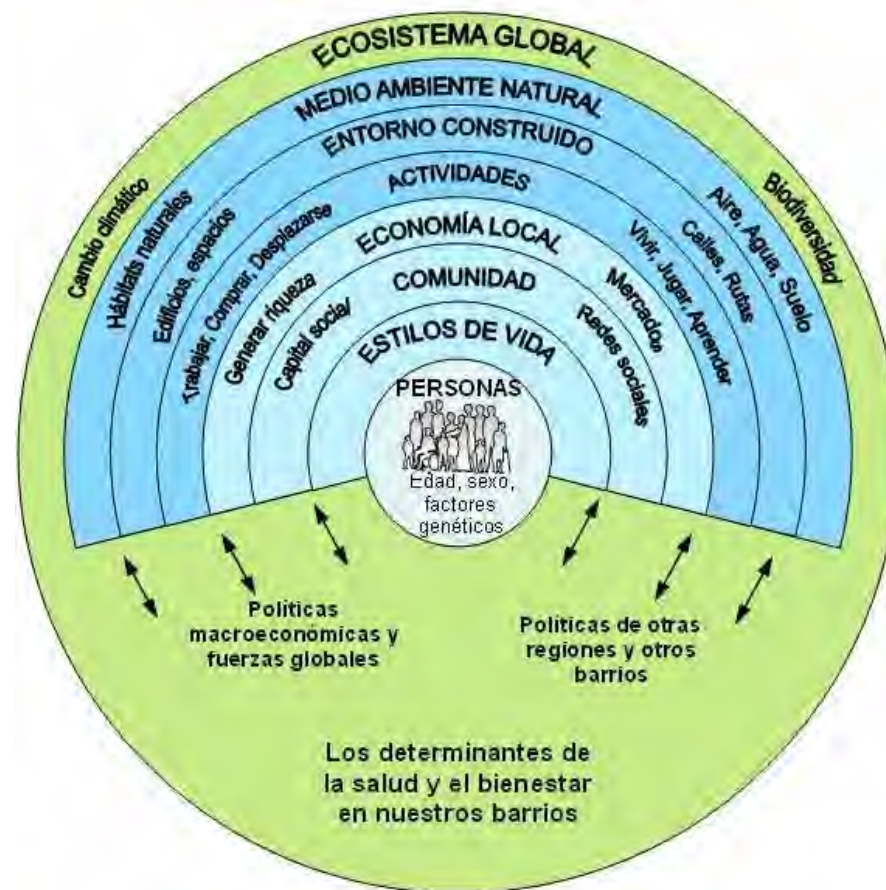 ECOSISTEMA GLOBAL
Cambio climático
Biodiversidad
MEDIO AMBIENTE NATURAL
Hábitats naturales
Aire, Agua, Suelo
ENTORNO CONSTRUIDO
Edificios, espacios
Calles, Rutas
ACTIVIDADES
Trabajar, Comprar, Desplazarse
Vivir, Jugar, Aprender
ECONOMÍA LOCAL
Generar riqueza
Mercados
COMUNIDAD
Capital social
Redes sociales
ESTILOS DE VIDA
PERSONAS
Edad, sexo,
factores
genéticos
Políticas
macroeconómicas y
fuerzas globales
Políticas de otras
regiones y otros
barrios
Los determinantes de
la salud y el bienestar
en nuestros barrios